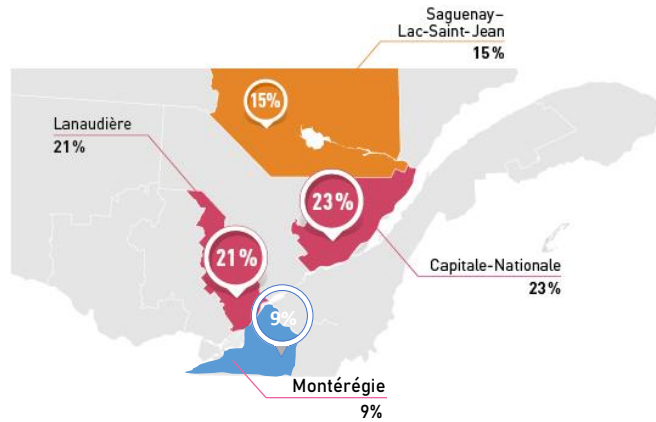 Saguenay–
Lac-Saint-Jean
15%
15%
Lanaudière
21%
23%
21%
Capitale-Nationale
23%
9%
Montérégie
9%